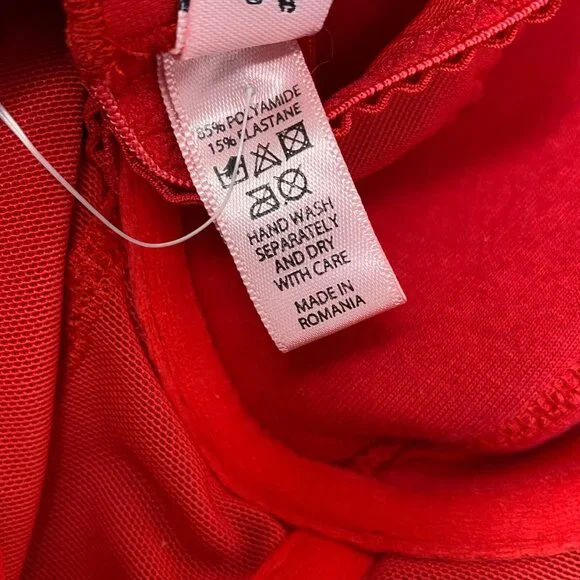 85% POLYAMIDE
15% ELASTANE
HAND WASH
SEPARATELY
AND DRY
WITH CARE
MADE IN
ROMANIA